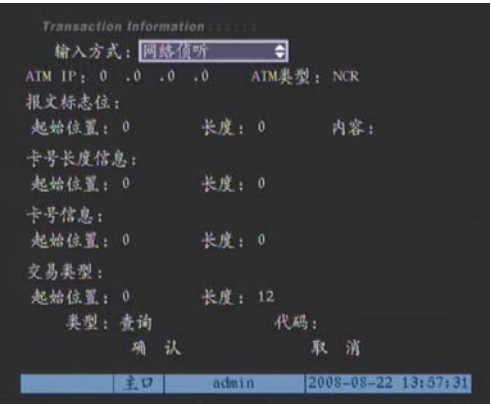 Transaction Information ::::::
输入方式： 网络侦听
ATM IP： 0 .0 .0 .0 ATM类型： NCR
报文标志位：
起始位置： 0 长度： 0 内容：
卡号长度信息：
起始位置： 0 长度： 0
卡号信息：
起始位置： 0 长度： 0
交易类型：
起始位置： 0 长度： 12
类型： 查询 代码：
确 认 取 消
主口 admin 2008-08-22 13:57:31